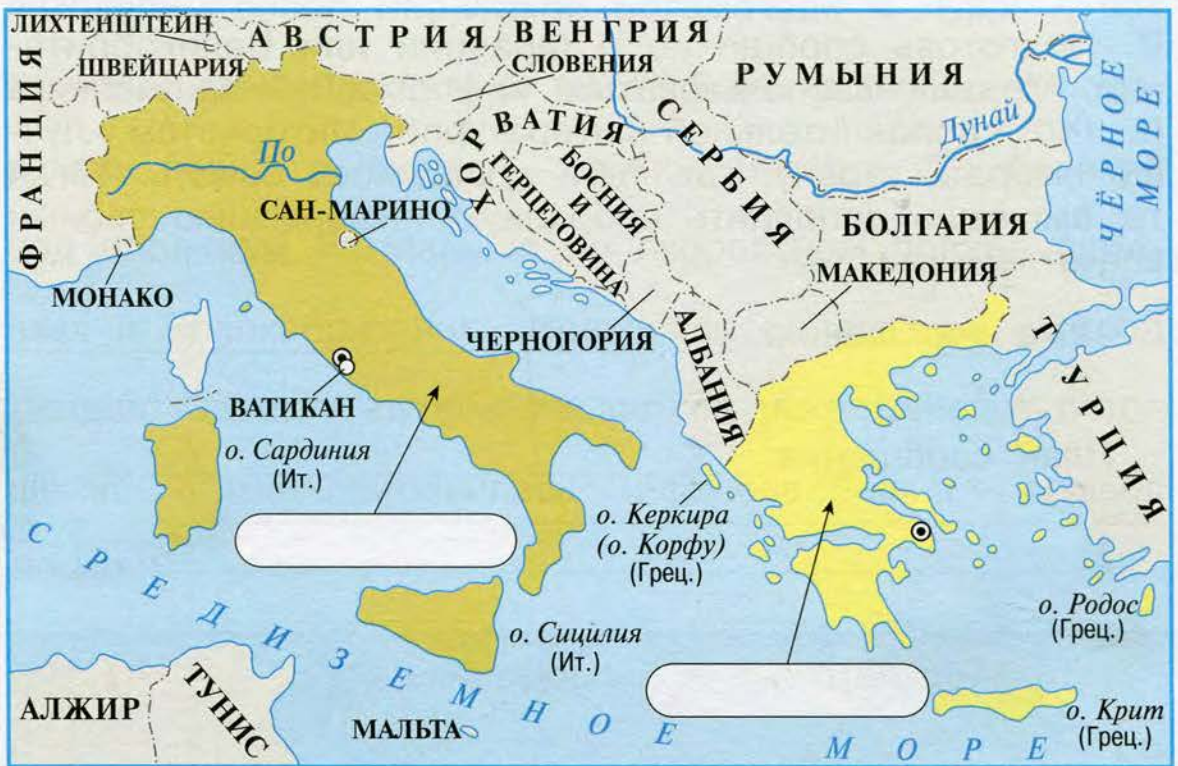 ЛИХТЕНШТЕЙН
АВСТРИЯ
ВЕНГРИЯ
ШВЕЙЦАРИЯ
СЛОВЕНИЯ
РУМЫНИЯ
ФРАНЦИЯ
ХОРВАТИЯ
СЕРБИЯ
Дунай
ЧЁРНОЕ
МОРЕ
По
БОСНИЯ
И
ГЕРЦЕГОВИНА
САН-МАРИНО
БОЛГАРИЯ
МАКЕДОНИЯ
МОНАКО
ЧЕРНОГОРИЯ
АЛБАНИЯ
ТУРЦИЯ
ВАТИКАН
о. Сардиния
(Ит.)
о. Керкира
(о. Корфу)
(Грец.)
о. Родос
(Грец.)
о. Сицилия
(Ит.)
СРЕДИЗЕМНОЕ МОРЕ
АЛЖИР
ТУНИС
МАЛЬТА
о. Крит
(Грец.)